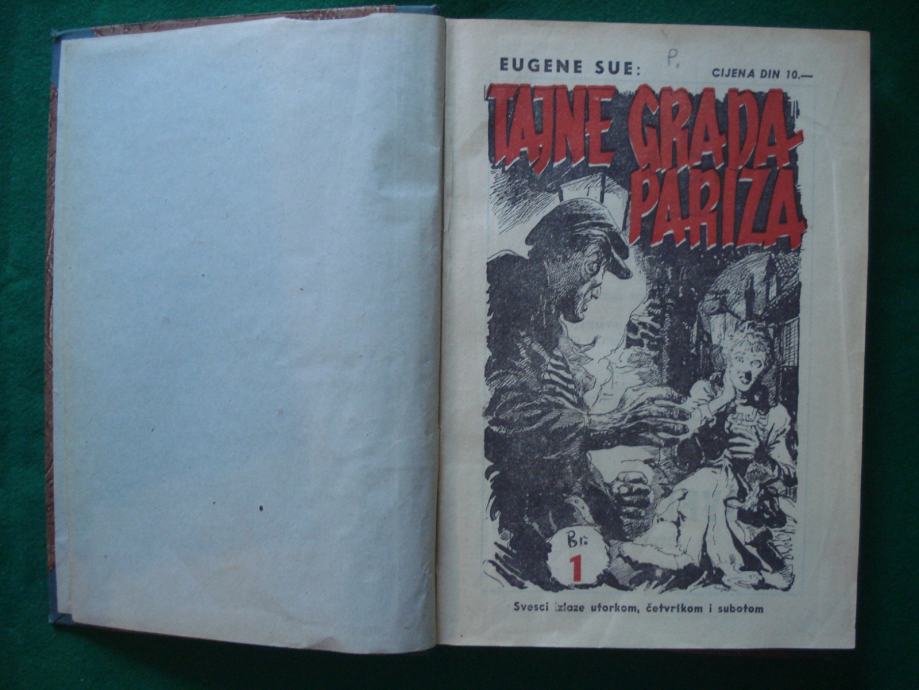 EUGENE SUE:
P.
CIJENA DIN 10.—
TAJNE GRADA
PARIZA
Br.
1
Svesci izlaze utorkom, četvrtkom i subotom